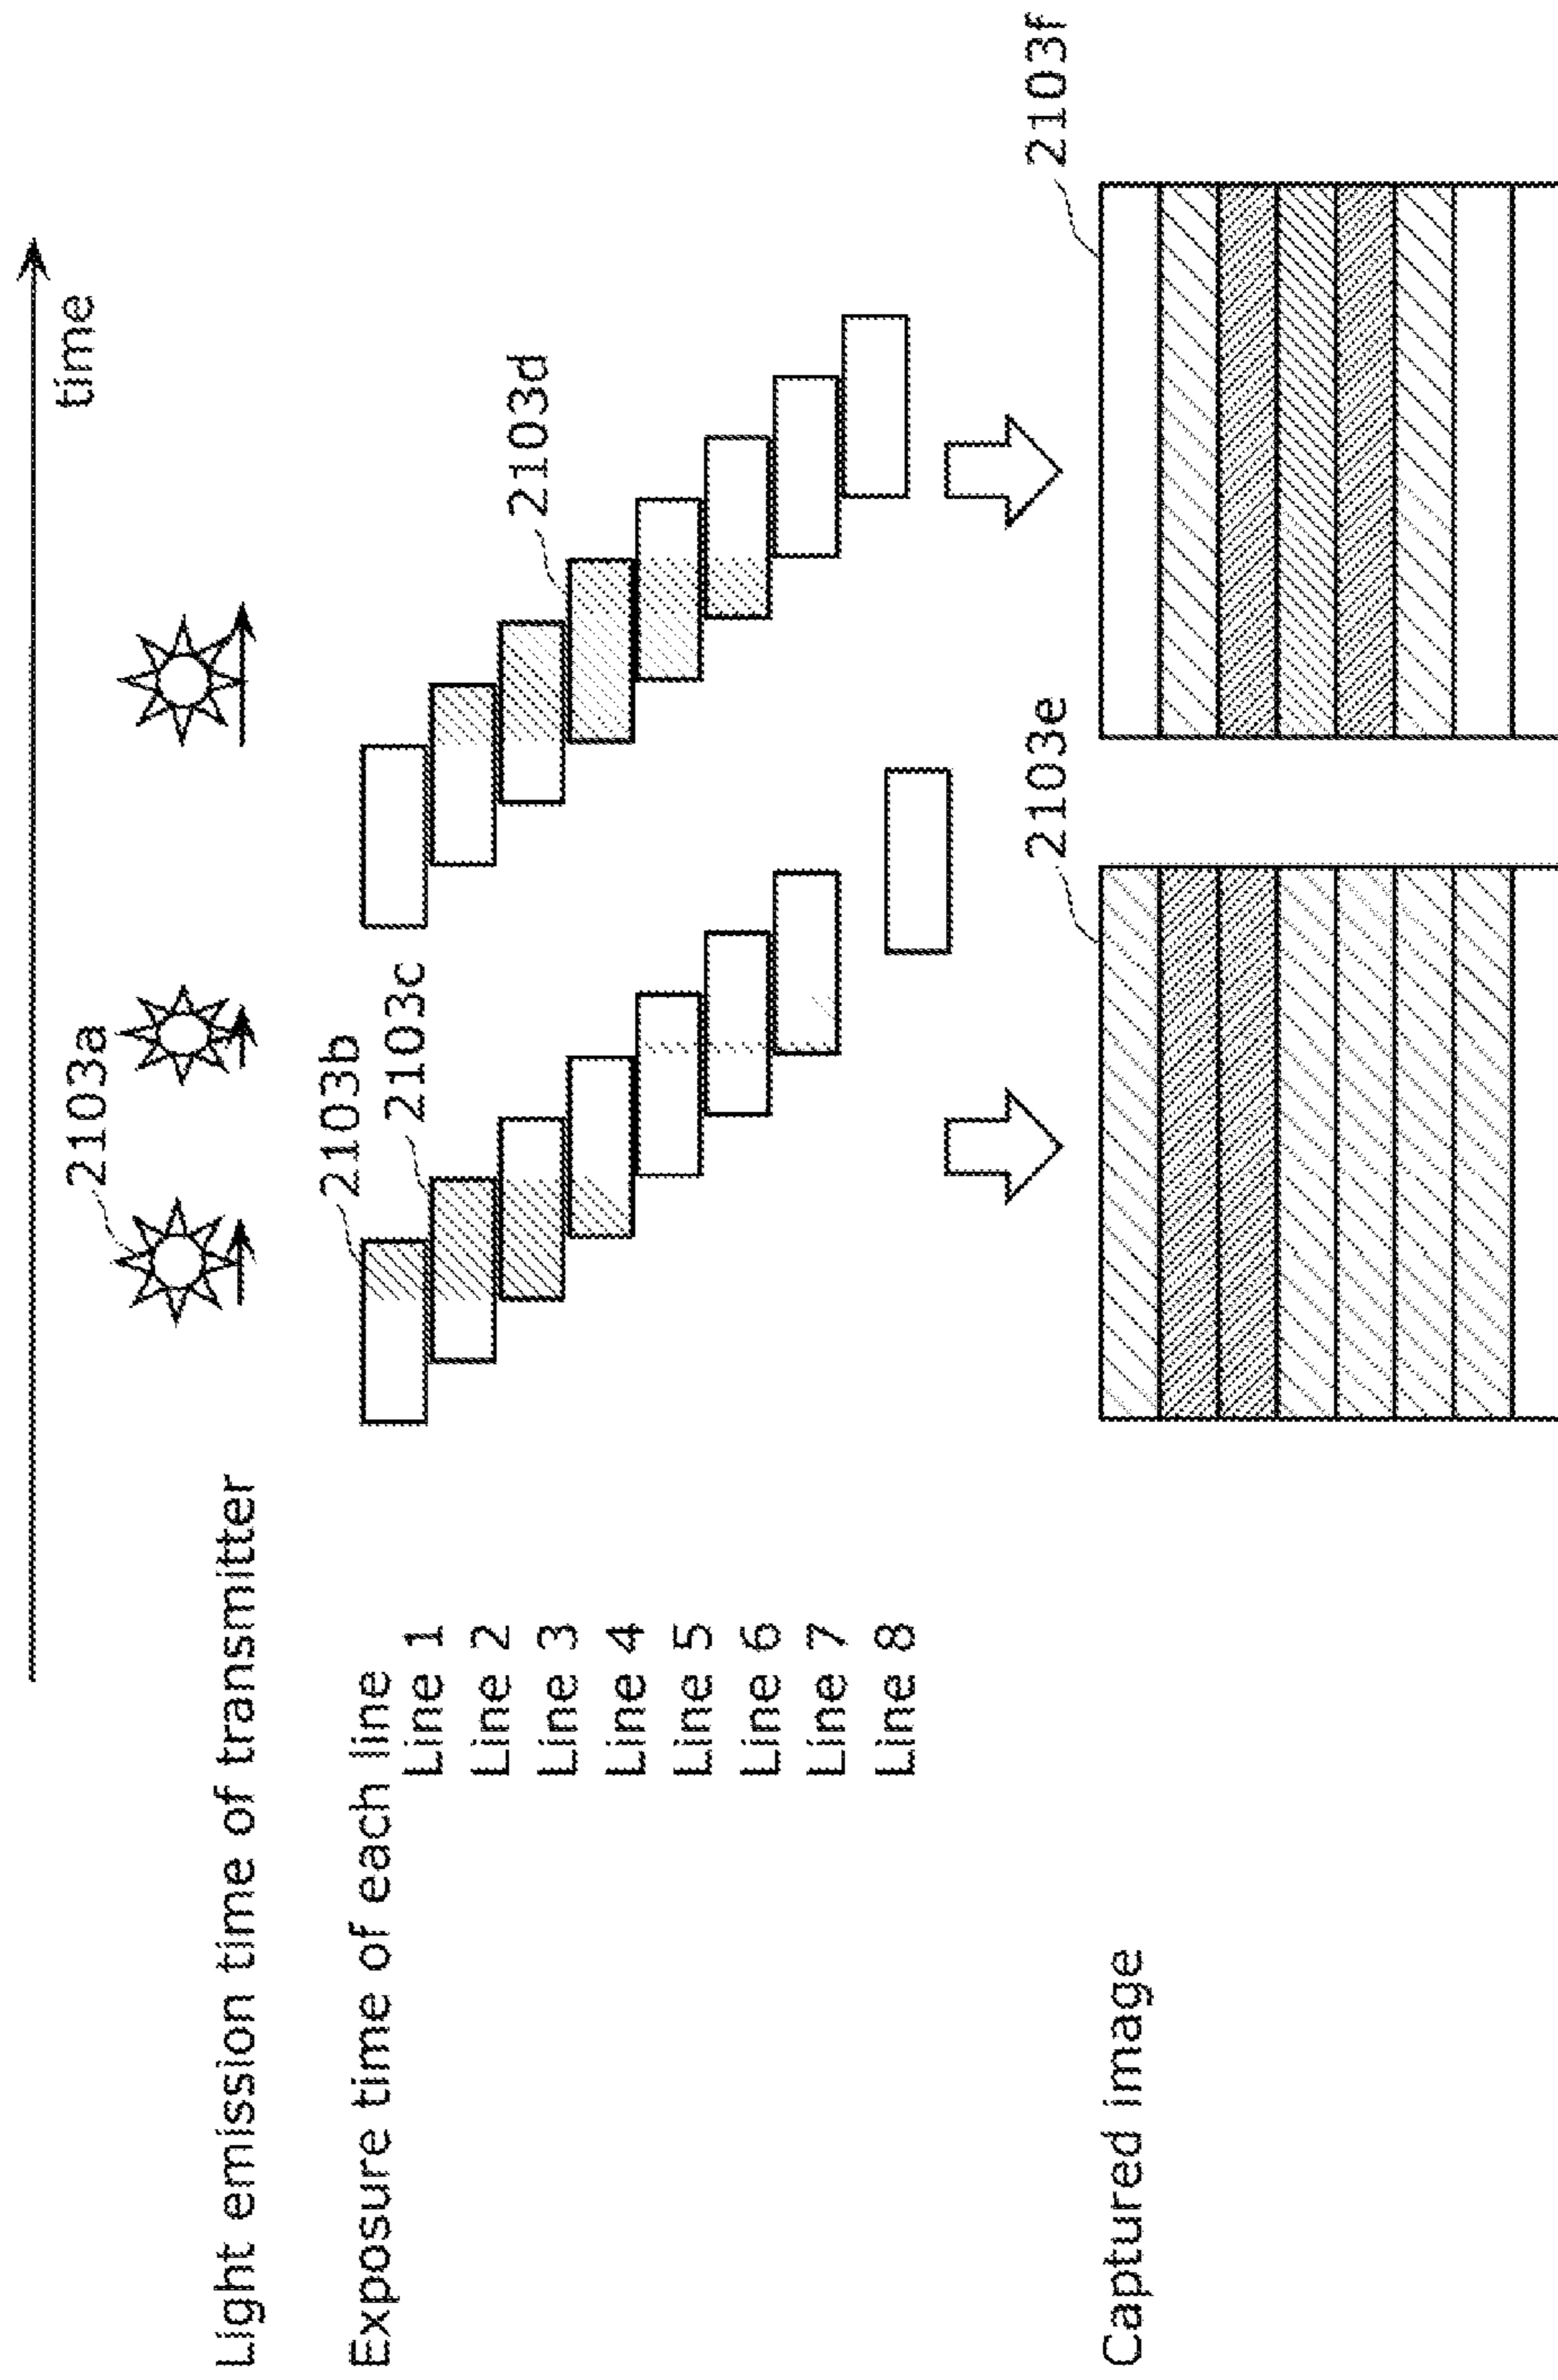 time
2103a
Light emission time of transmitter
2103b
Exposure time of each line
2103c
Line 1
Line 2
2103d
Line 3
Line 4
Line 5
Line 6
Line 7
Line 8
2103e
2103f
Captured image